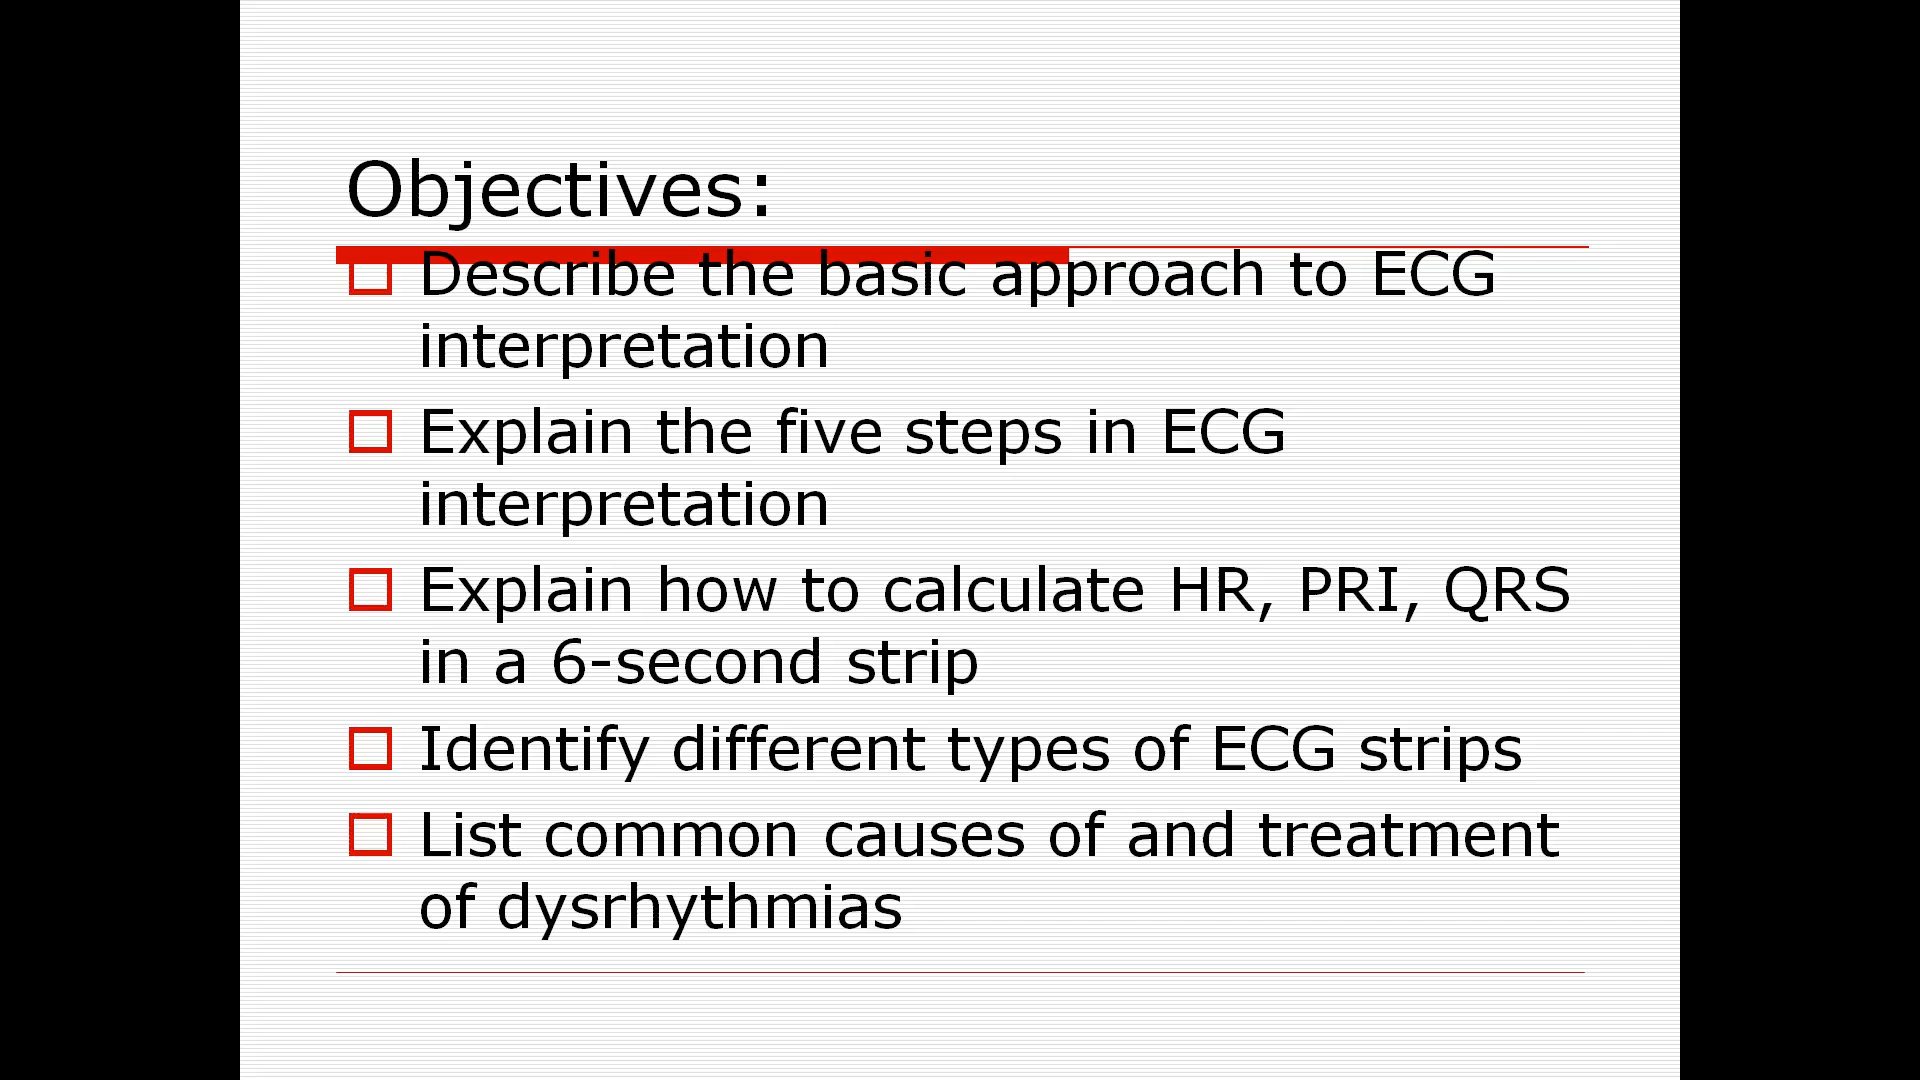 Objectives:
Describe the basic approach to ECG
interpretation
Explain the five steps in ECG
interpretation
Explain how to calculate HR, PRI, QRS
in a 6-second strip
Identify different types of ECG strips
List common causes of and treatment
of dysrhythmias